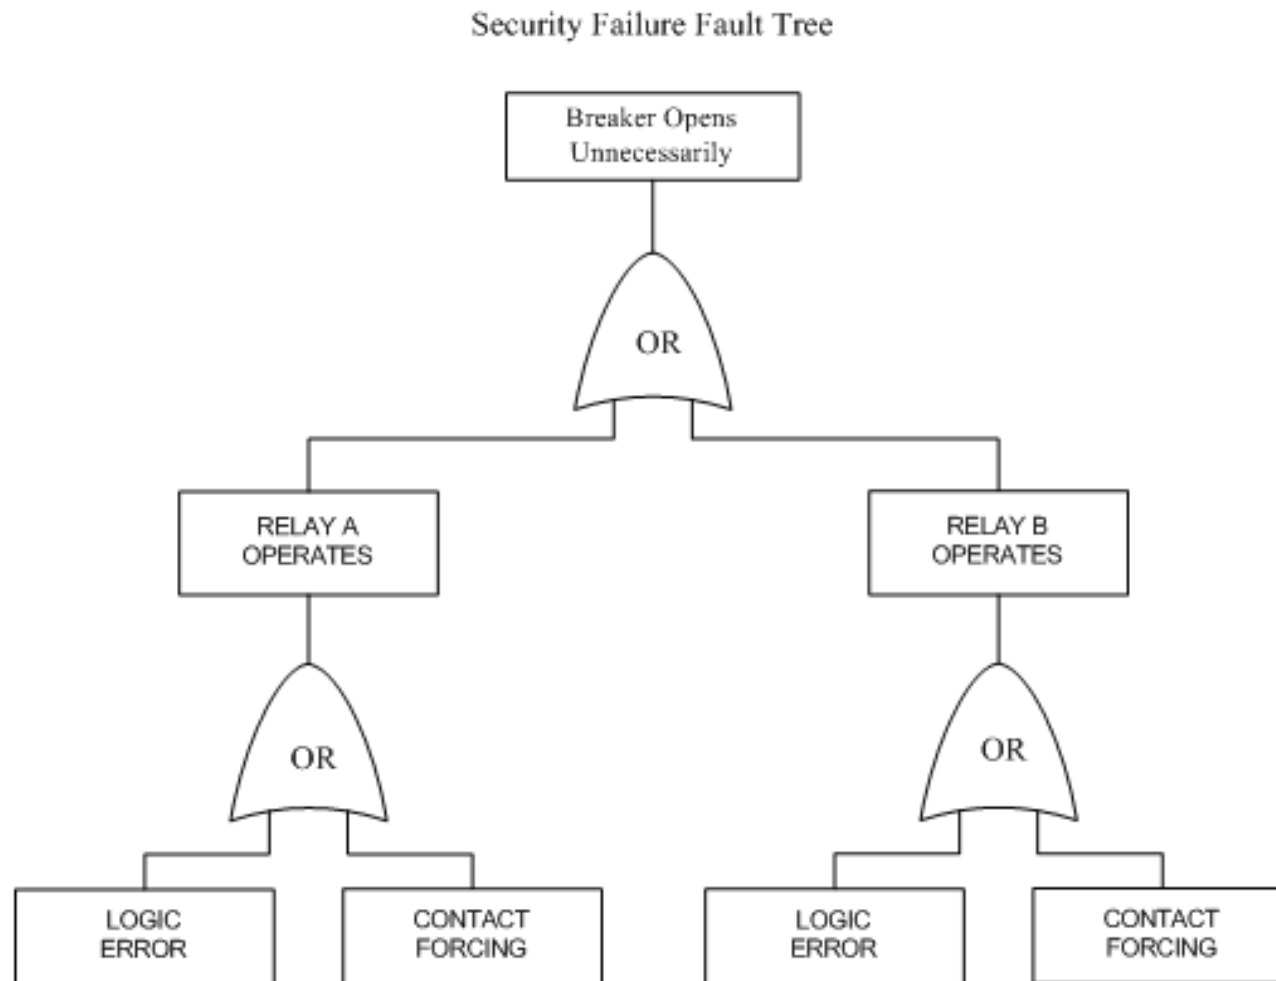 Security Failure Fault Tree
Breaker Opens
Unnecessarily
OR
RELAY A
OPERATES
RELAY B
OPERATES
OR
OR
LOGIC
ERROR
CONTACT
FORCING
LOGIC
ERROR
CONTACT
FORCING